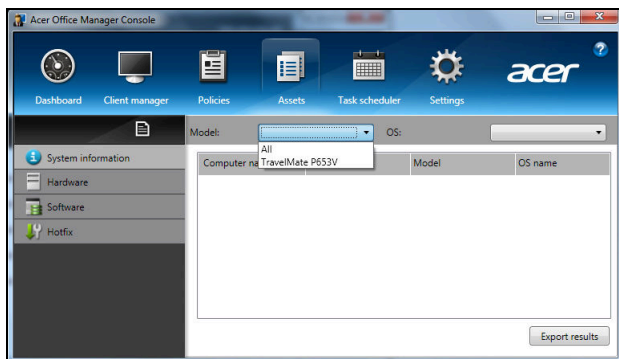 Acer Office Manager Console
Dashboard Client manager Policies Assets Task scheduler Settings acer ?
Model: OS:
All
TravelMate P653V
System information
Hardware
Software
Hotfix
Computer na Model OS name
Export results